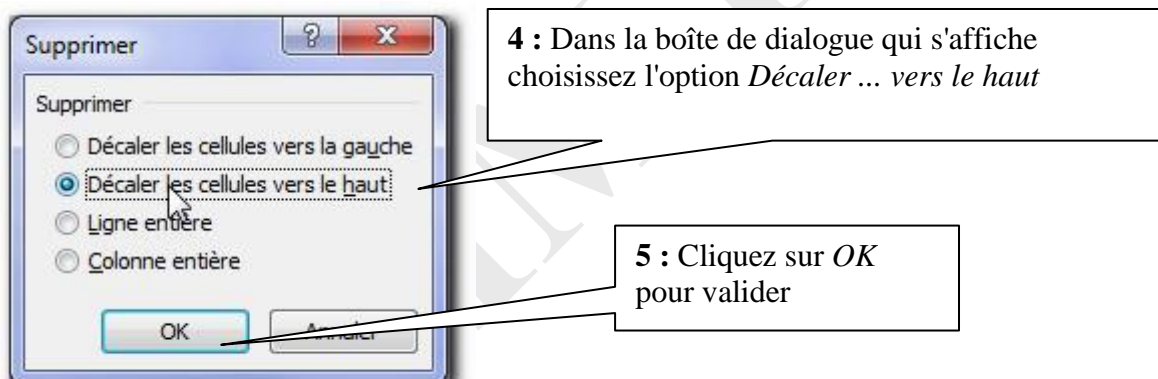 Supprimer
Supprimer
Décaler les cellules vers la gauche
Décaler les cellules vers le haut
Ligne entière
Colonne entière
OK
Annuler
4 : Dans la boîte de dialogue qui s'affiche
choisissez l'option Décaler ... vers le haut
5 : Cliquez sur OK
pour valider